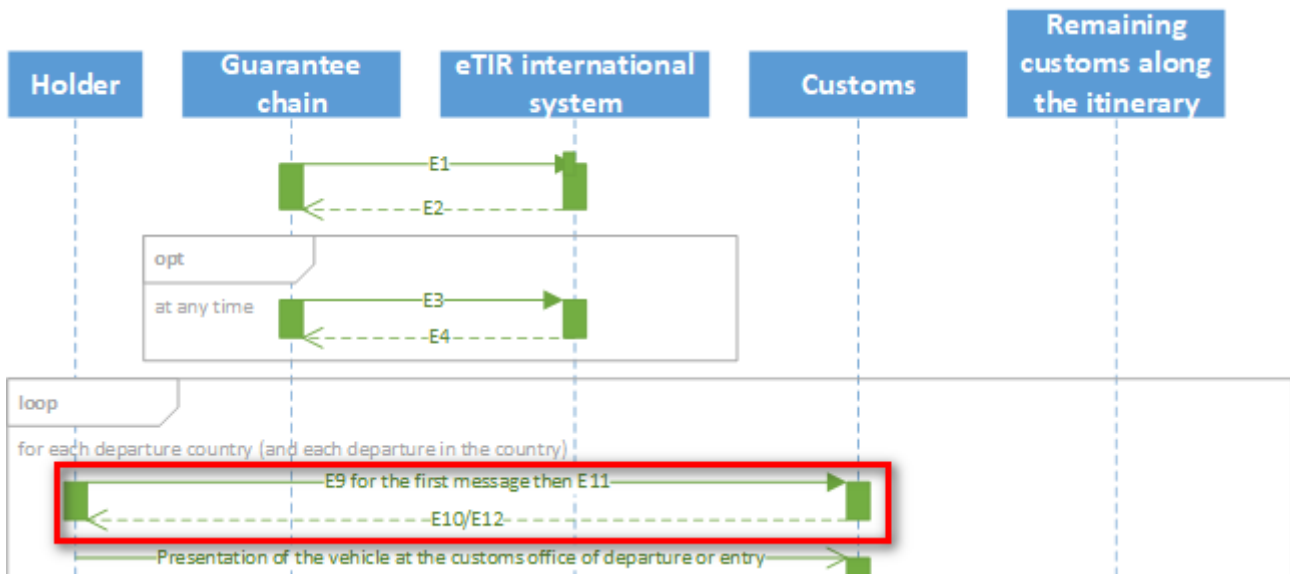 Holder
Guarantee
chain
eTIR international
system
Customs
Remaining
customs along
the itinerary
E1
E2
opt
at any time
E3
E4
loop
for each departure country (and each departure in the country)
E9 for the first message then E11
E10/E12
Presentation of the vehicle at the customs office of departure or entry